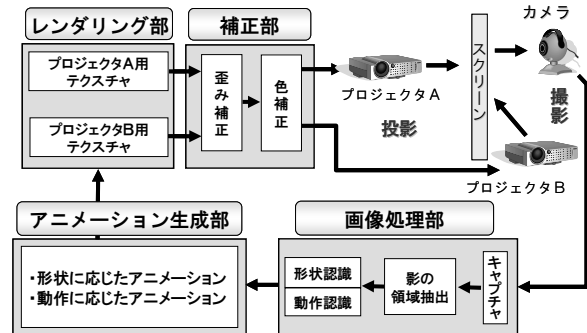 レンダリング部
プロジェクタA用
テクスチャ
プロジェクタB用
テクスチャ
補正部
歪み補正
色補正
プロジェクタA
投影
スクリーン
カメラ
撮影
プロジェクタB
アニメーション生成部
・形状に応じたアニメーション
・動作に応じたアニメーション
画像処理部
形状認識
動作認識
影の
領域抽出
キャプチャ